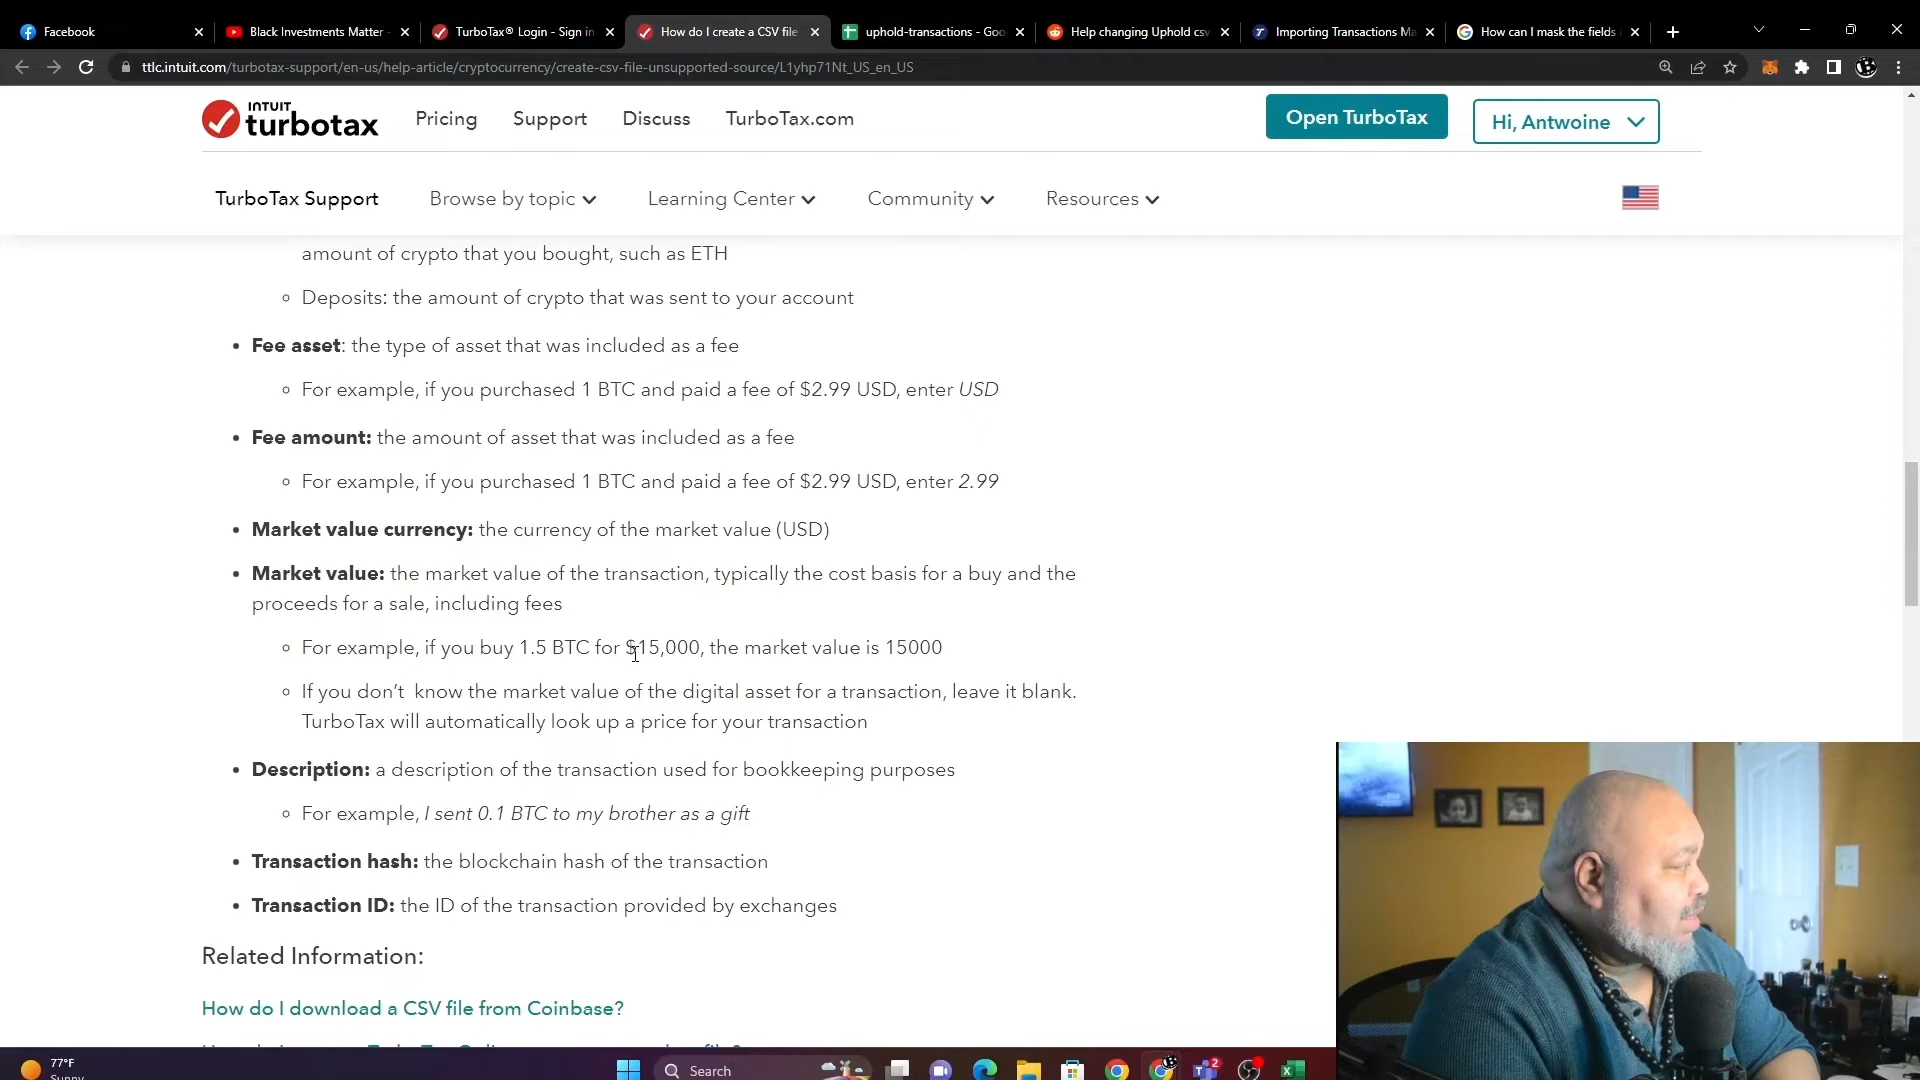 Facebook
Black Investments Matter -
TurboTax® Login - Sign in
How do I create a CSV file
uphold-transactions - Goo
Help changing Uphold csv
Importing Transactions Ma
How can I mask the fields
ttlc.intuit.com/turbotax-support/en-us/help-article/cryptocurrency/create-csv-file-unsupported-source/L1yhp71Nt_US_en_US
INTUIT
turbotax
Pricing
Support
Discuss
TurboTax.com
Open TurboTax
Hi, Antwoine
TurboTax Support
Browse by topic
Learning Center
Community
Resources
amount of crypto that you bought, such as ETH
Deposits: the amount of crypto that was sent to your account
Fee asset: the type of asset that was included as a fee
For example, if you purchased 1 BTC and paid a fee of $2.99 USD, enter USD
Fee amount: the amount of asset that was included as a fee
For example, if you purchased 1 BTC and paid a fee of $2.99 USD, enter 2.99
Market value currency: the currency of the market value (USD)
Market value: the market value of the transaction, typically the cost basis for a buy and the
proceeds for a sale, including fees
For example, if you buy 1.5 BTC for $15,000, the market value is 15000
If you don't know the market value of the digital asset for a transaction, leave it blank.
TurboTax will automatically look up a price for your transaction
Description: a description of the transaction used for bookkeeping purposes
For example, I sent 0.1 BTC to my brother as a gift
Transaction hash: the blockchain hash of the transaction
Transaction ID: the ID of the transaction provided by exchanges
Related Information:
How do I download a CSV file from Coinbase?
77°F
Sunny
Search
2